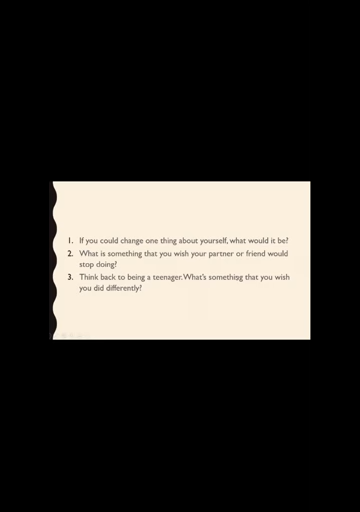 1. If you could change one thing about yourself, what would it be?
2. What is something that you wish your partner or friend would
stop doing?
3. Think back to being a teenager. What's something that you wish
you did differently?